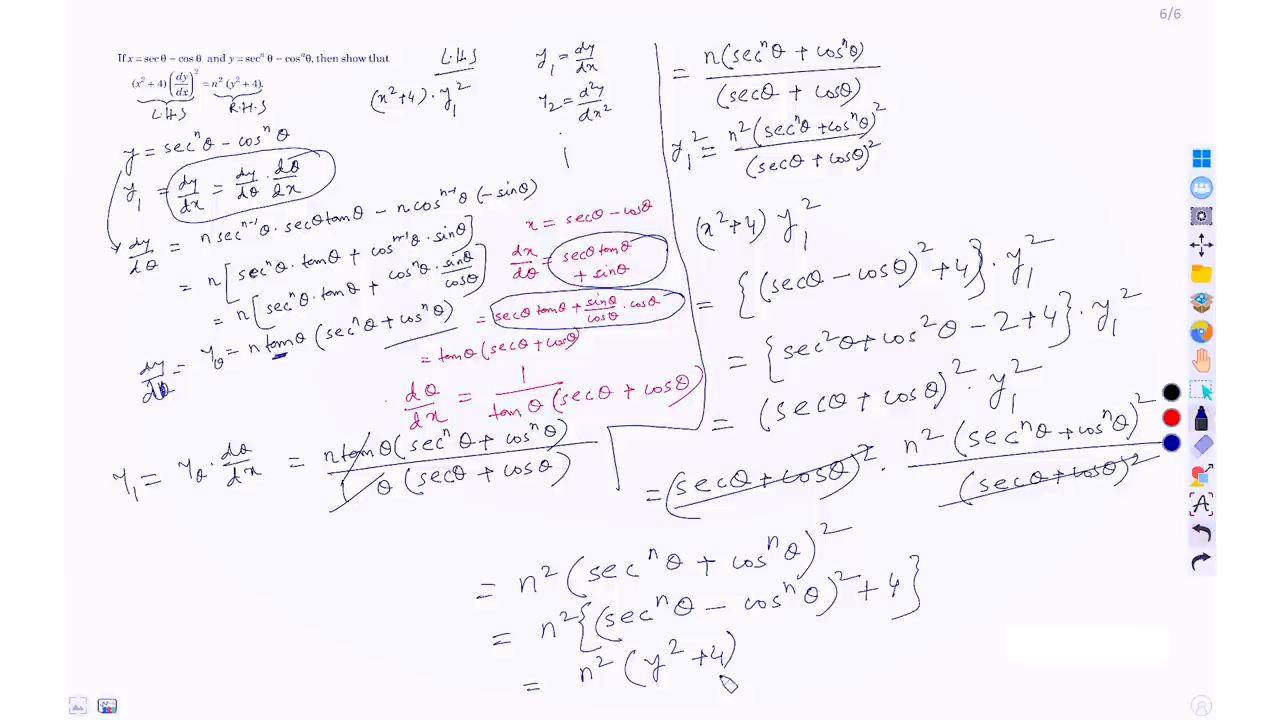 6/6
If x = sec θ – cos θ and y = secⁿ θ – cosⁿ θ, then show that
(x² + 4) (dy/dx)² = n² (y² + 4).
L.H.S R.H.S
L.H.S
(x²+4) · y₁²
y₁ = dy/dx
y₂ = d²y/dx²
y = secⁿθ - cosⁿθ
y₁ = dy/dx = dy/dθ · dθ/dx
dy/dθ = n secⁿ⁻¹θ · secθ tanθ - n cosⁿ⁻¹θ (-sinθ)
= n [secⁿθ · tanθ + cosⁿ⁻¹θ · sinθ]
= n [secⁿθ · tanθ + cosⁿθ · sinθ/cosθ]
dy/dθ = y_θ = n tanθ (secⁿθ + cosⁿθ)
x = secθ - cosθ
dx/dθ = secθ tanθ + sinθ
= secθ tanθ + sinθ/cosθ · cosθ
= tanθ (secθ + cosθ)
dθ/dx = 1/tanθ (secθ + cosθ)
y₁ = y_θ · dθ/dx = n tanθ (secⁿθ + cosⁿθ) / θ (secθ + cosθ)
= n (secⁿθ + cosⁿθ) / (secθ + cosθ)
y₁² = n² (secⁿθ + cosⁿθ)² / (secθ + cosθ)²
(x²+4) y₁²
= {(secθ - cosθ)² + 4} · y₁²
= {sec²θ + cos²θ - 2 + 4} · y₁²
= (secθ + cosθ)² · y₁²
= (secθ + cosθ)² · n² (secⁿθ + cosⁿθ)² / (secθ + cosθ)²
= n² (secⁿθ + cosⁿθ)²
= n² {(secⁿθ - cosⁿθ)² + 4}
= n² (y² + 4)
A